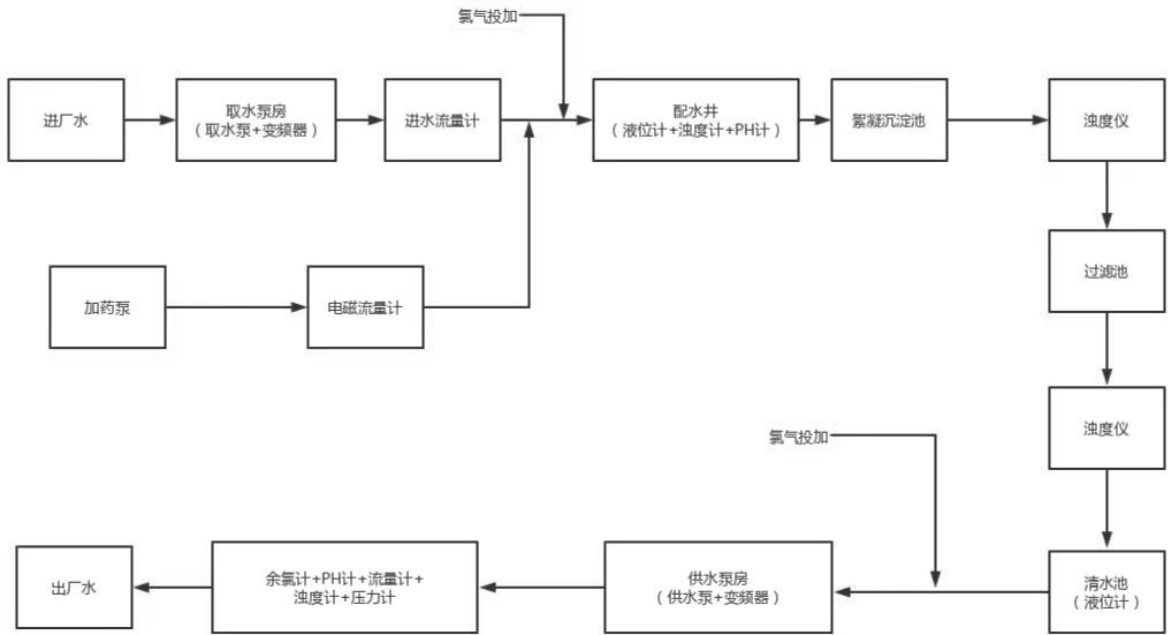 氯气投加
进厂水
取水泵房
（取水泵+变频器）
进水流量计
配水井
（液位计+浊度计+PH计）
絮凝沉淀池
浊度仪
过滤池
加药泵
电磁流量计
浊度仪
氯气投加
出厂水
余氯计+PH计+流量计+
浊度计+压力计
供水泵房
（供水泵+变频器）
清水池
（液位计）